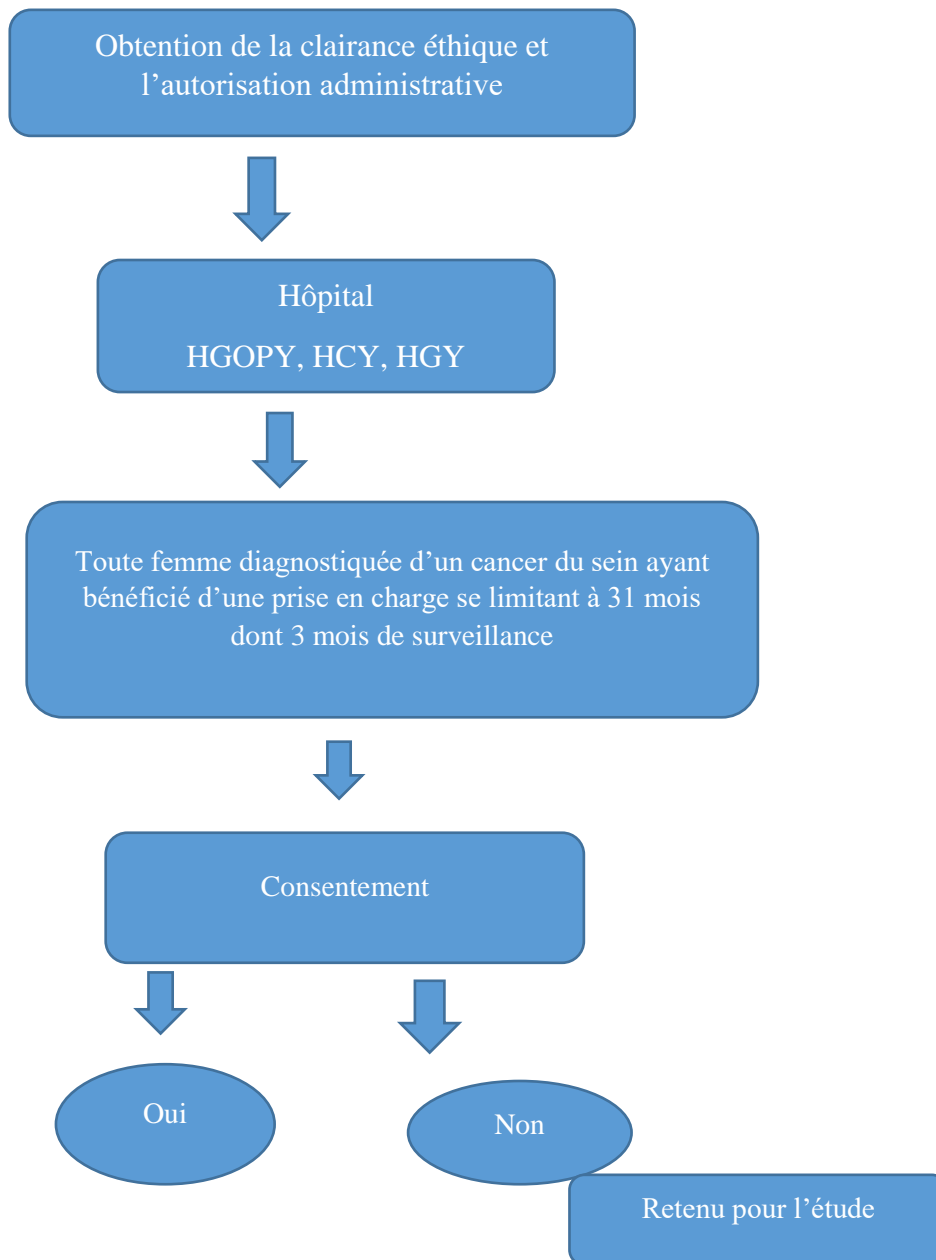 Obtention de la clairance éthique et
l’autorisation administrative
Hôpital
HGOPY, HCY, HGY
Toute femme diagnostiquée d’un cancer du sein ayant
bénéficié d’une prise en charge se limitant à 31 mois
dont 3 mois de surveillance
Consentement
Oui
Non
Retenu pour l’étude